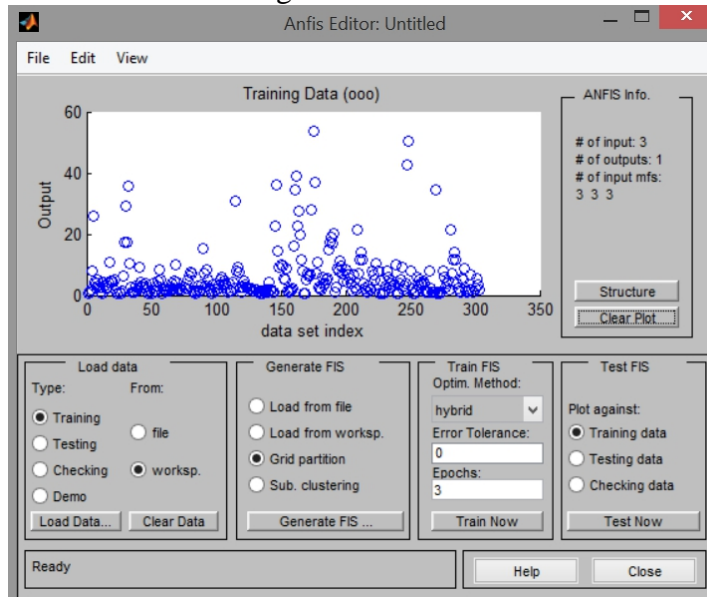 Anfis Editor: Untitled
File Edit View
Training Data (ooo)
60
40
20
0
Output
0 50 100 150 200 250 300 350
data set index
ANFIS Info.
# of input: 3
# of outputs: 1
# of input mfs:
3 3 3
Structure
Clear Plot
Load data
Type: From:
Training
Testing
Checking
Demo
file
worksp.
Load Data... Clear Data
Generate FIS
Load from file
Load from worksp.
Grid partition
Sub. clustering
Generate FIS ...
Train FIS
Optim. Method:
hybrid
Error Tolerance:
0
Epochs:
3
Train Now
Test FIS
Plot against:
Training data
Testing data
Checking data
Test Now
Ready
Help Close